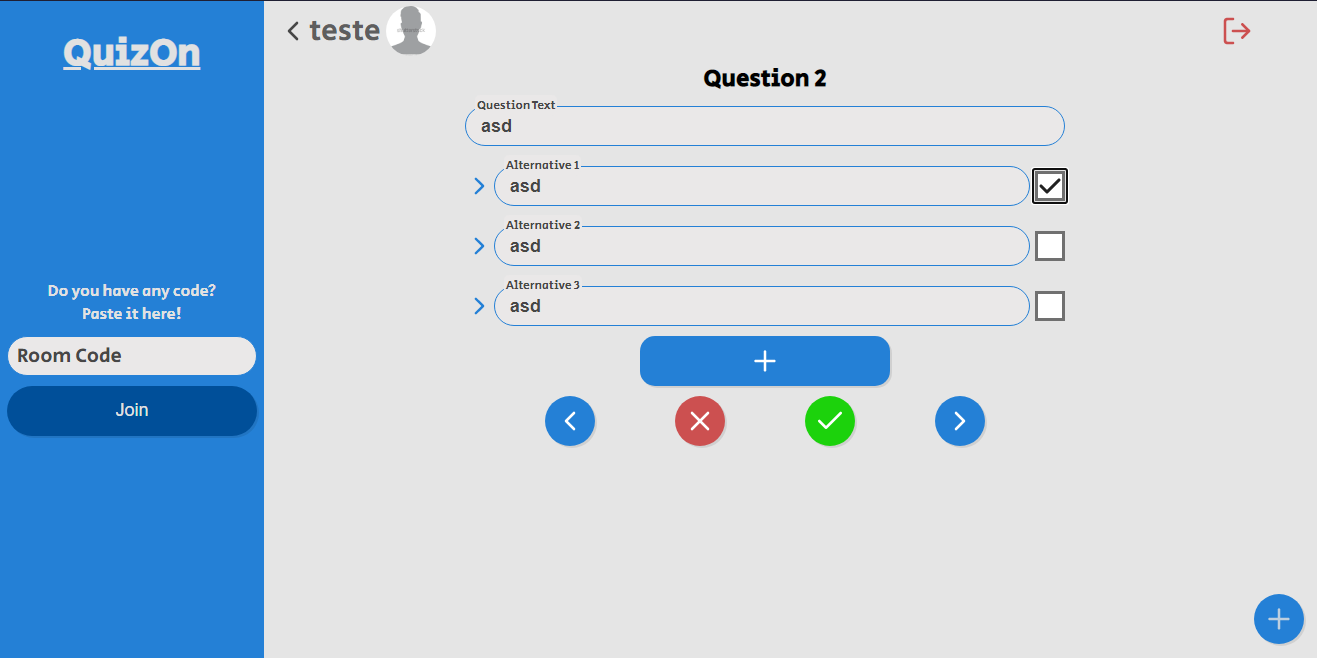 QuizOn
Do you have any code?
Paste it here!
Room Code
Join
teste
Question 2
Question Text
asd
Alternative 1
asd
Alternative 2
asd
Alternative 3
asd